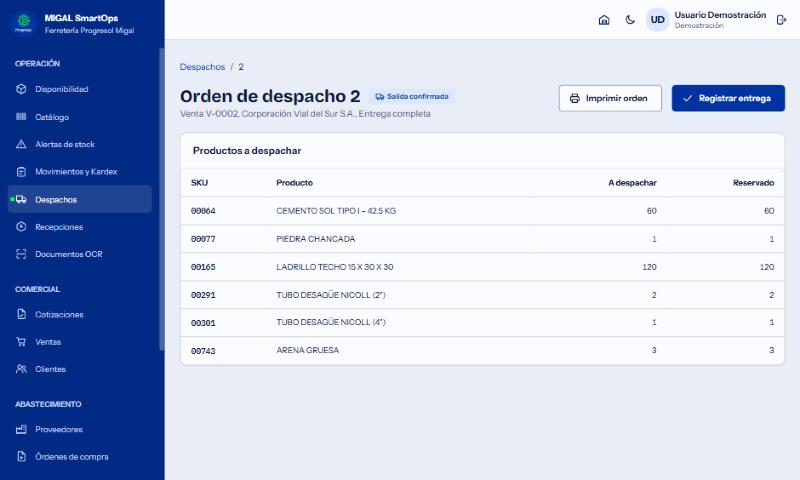 MIGAL SmartOps
Ferretería Progresol Migal
OPERACIÓN
Disponibilidad
Catálogo
Alertas de stock
Movimientos y Kardex
Despachos
Recepciones
Documentos OCR
COMERCIAL
Cotizaciones
Ventas
Clientes
ABASTECIMIENTO
Proveedores
Órdenes de compra
UD
Usuario Demostración
Demostración
Despachos / 2
Orden de despacho 2
Salida confirmada
Venta V-0002, Corporación Vial del Sur S.A., Entrega completa
Imprimir orden
Registrar entrega
Productos a despachar
SKU Producto A despachar Reservado
00064 CEMENTO SOL TIPO I - 42.5 KG 60 60
00077 PIEDRA CHANCADA 1 1
00165 LADRILLO TECHO 15 X 30 X 30 120 120
00291 TUBO DESAGÜE NICOLL (2") 2 2
00301 TUBO DESAGÜE NICOLL (4") 1 1
00743 ARENA GRUESA 3 3